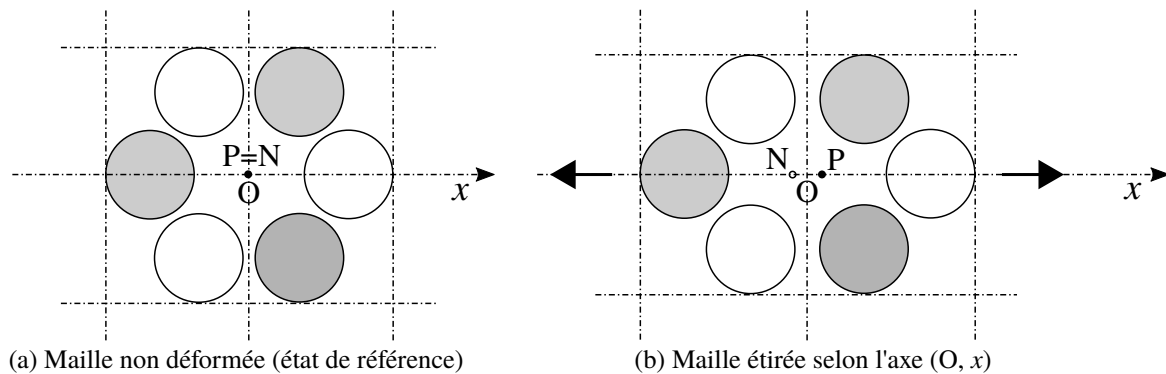 P=N
O
x
N
P
O
x
(a) Maille non déformée (état de référence)
(b) Maille étirée selon l'axe (O, x)